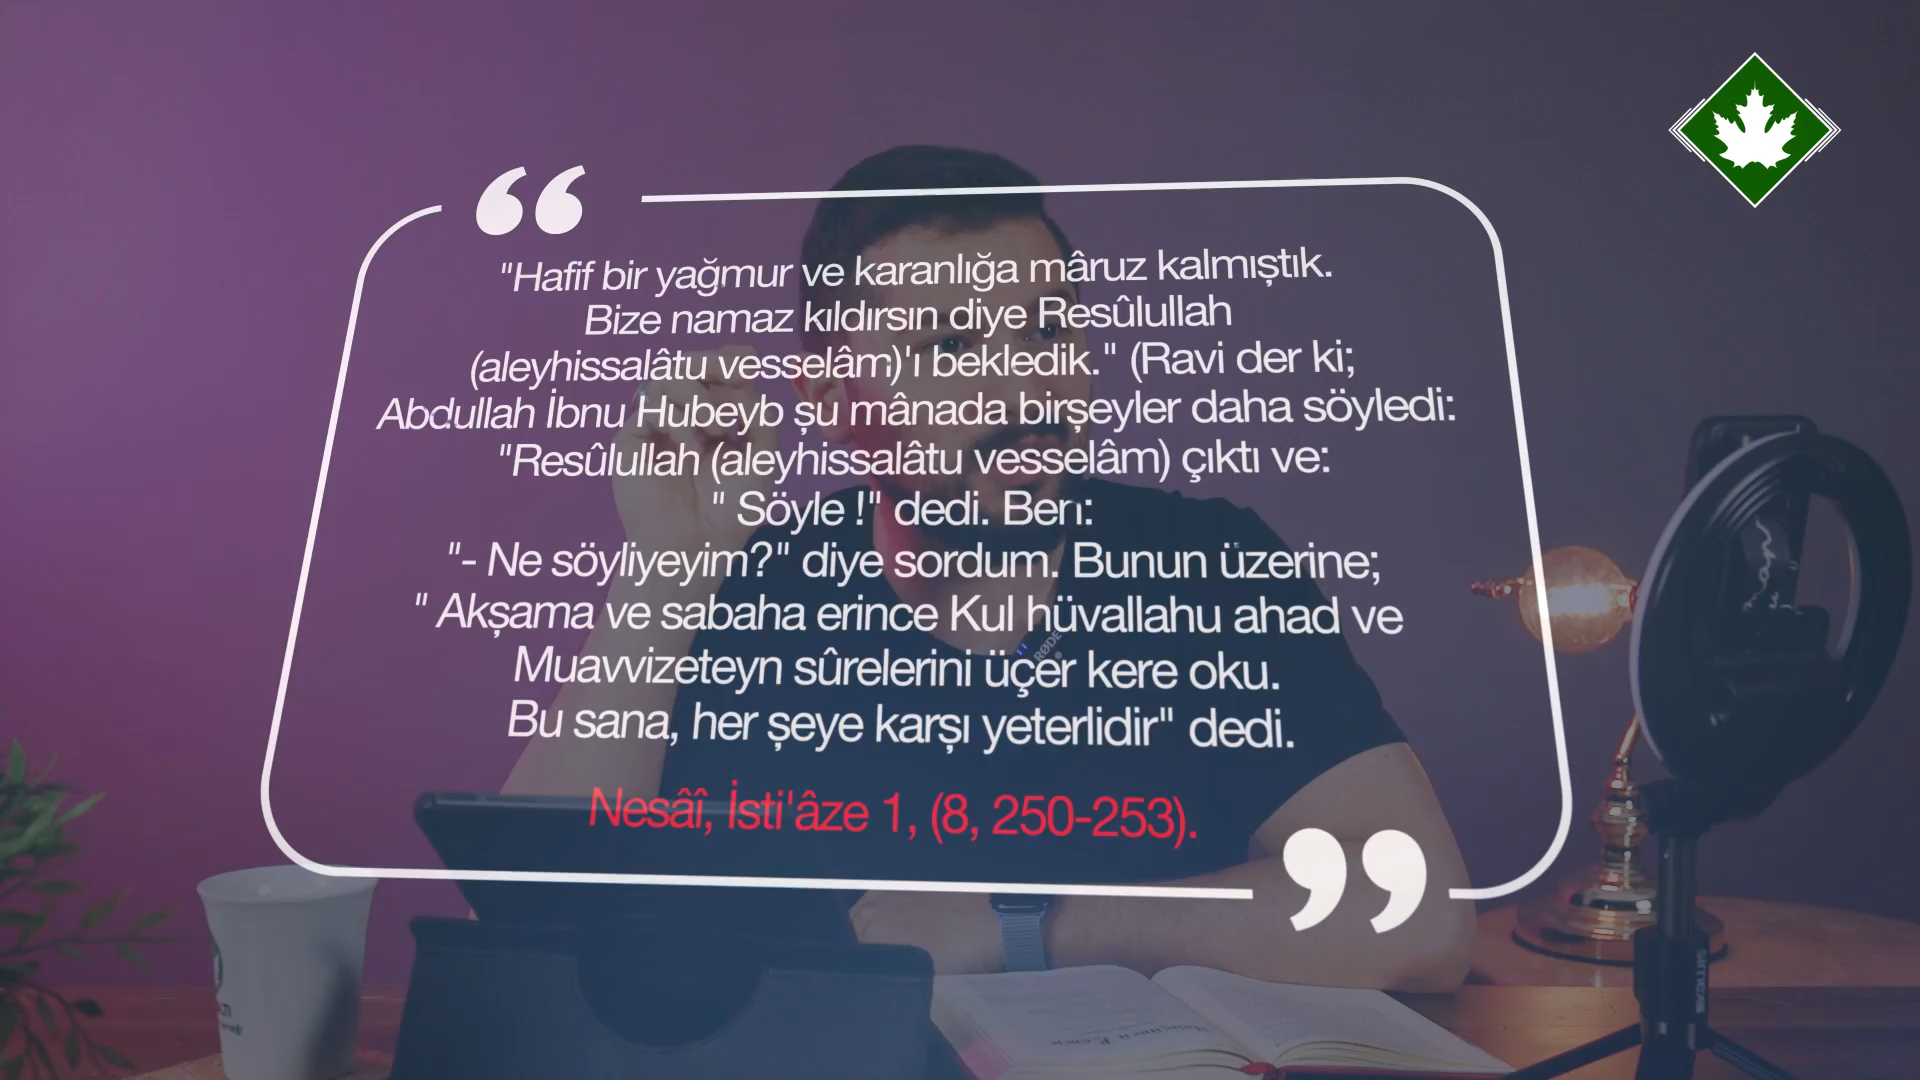 "Hafif bir yağmur ve karanlığa mâruz kalmıştık.
Bize namaz kıldırsın diye Resûlullah
(aleyhissalâtu vesselâm)'ı bekledik." (Ravi der ki;
Abdullah İbnu Hubeyb şu mânada birşeyler daha söyledi:
"Resûlullah (aleyhissalâtu vesselâm) çıktı ve:
" Söyle !" dedi. Ben:
"- Ne söyliyeyim?" diye sordum. Bunun üzerine;
" Akşama ve sabaha erince Kul hüvallahu ahad ve
Muavvizeteyn sûrelerini üçer kere oku.
Bu sana, her şeye karşı yeterlidir" dedi.
Nesâî, İsti'âze 1, (8, 250-253).
RØDE